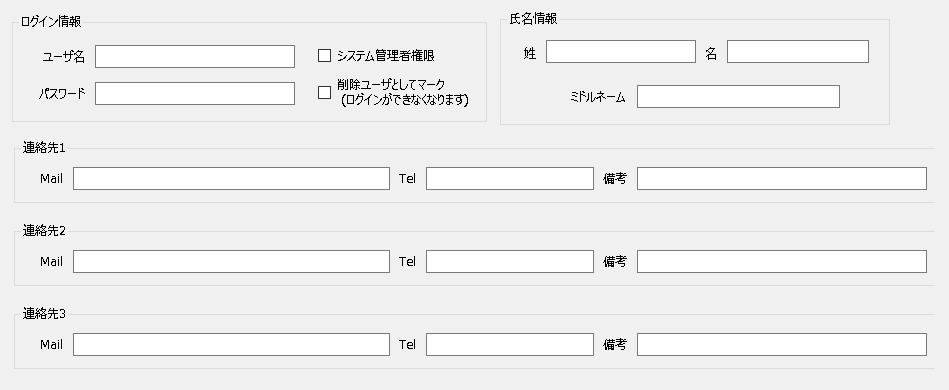 ログイン情報
ユーザ名
システム管理者権限
パスワード
削除ユーザとしてマーク
(ログインができなくなります)
氏名情報
姓
名
ミドルネーム
連絡先1
Mail
Tel
備考
連絡先2
Mail
Tel
備考
連絡先3
Mail
Tel
備考